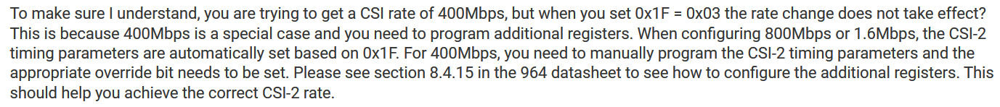 To make sure I understand, you are trying to get a CSI rate of 400Mbps, but when you set 0x1F = 0x03 the rate change does not take effect?
This is because 400Mbps is a special case and you need to program additional registers. When configuring 800Mbps or 1.6Mbps, the CSI-2
timing parameters are automatically set based on 0x1F. For 400Mbps, you need to manually program the CSI-2 timing parameters and the
appropriate override bit needs to be set. Please see section 8.4.15 in the 964 datasheet to see how to configure the additional registers. This
should help you achieve the correct CSI-2 rate.